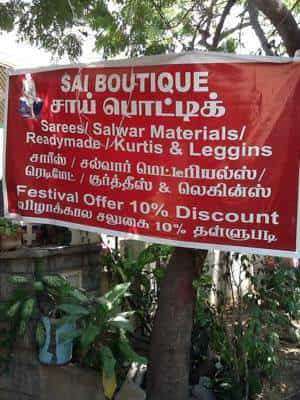 SAI BOUTIQUE
சாய் பொட்டிக்
Sarees/ Salwar Materials/
Readymade / Kurtis & Leggins
சாரீஸ் / சல்வார் மெட்டீரியல்ஸ்/
ரெடிமேட் / குர்த்தீஸ் & லெகின்ஸ்
Festival Offer 10% Discount
விழாக்கால சலுகை 10% தள்ளுபடி